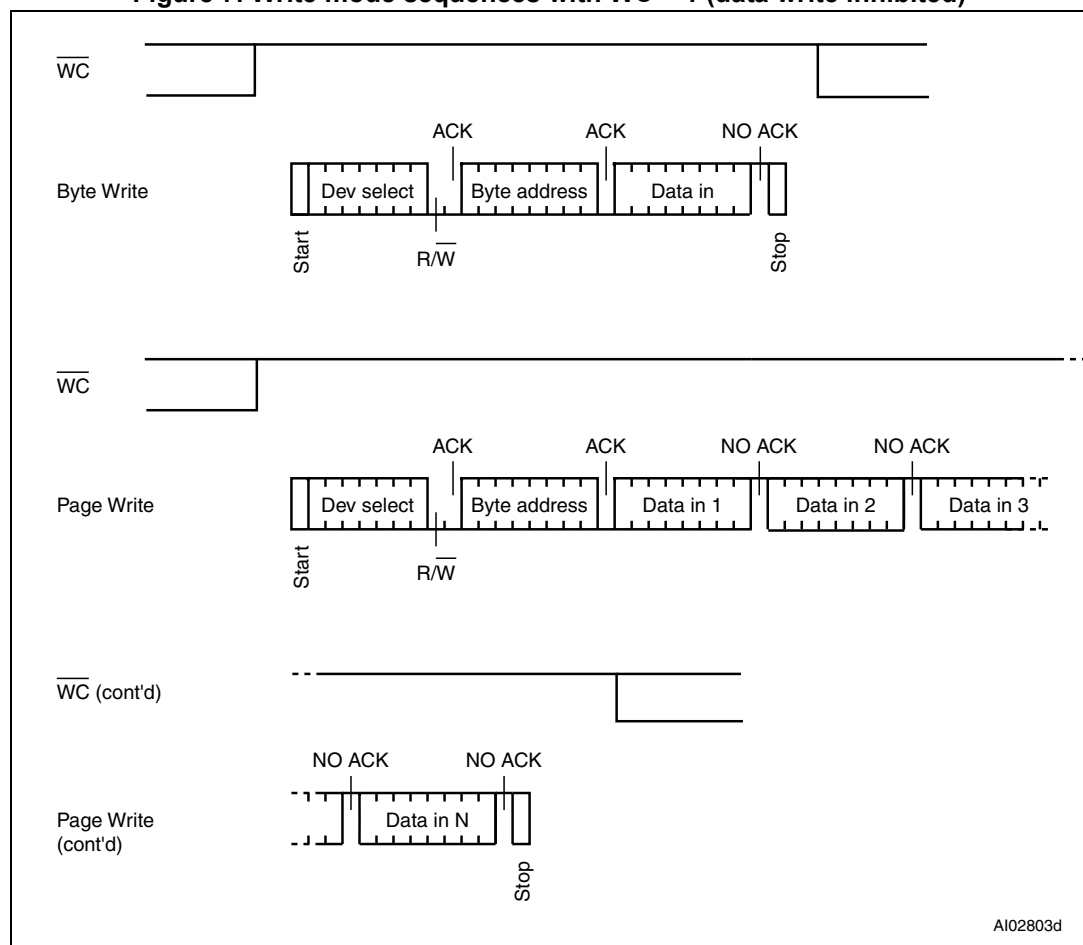 WC
ACK ACK NO ACK
Byte Write Dev select Byte address Data in
Start R/W Stop
WC
ACK ACK NO ACK NO ACK
Page Write Dev select Byte address Data in 1 Data in 2 Data in 3
Start R/W
WC (cont'd)
NO ACK NO ACK
Page Write Data in N
(cont'd)
Stop
AI02803d